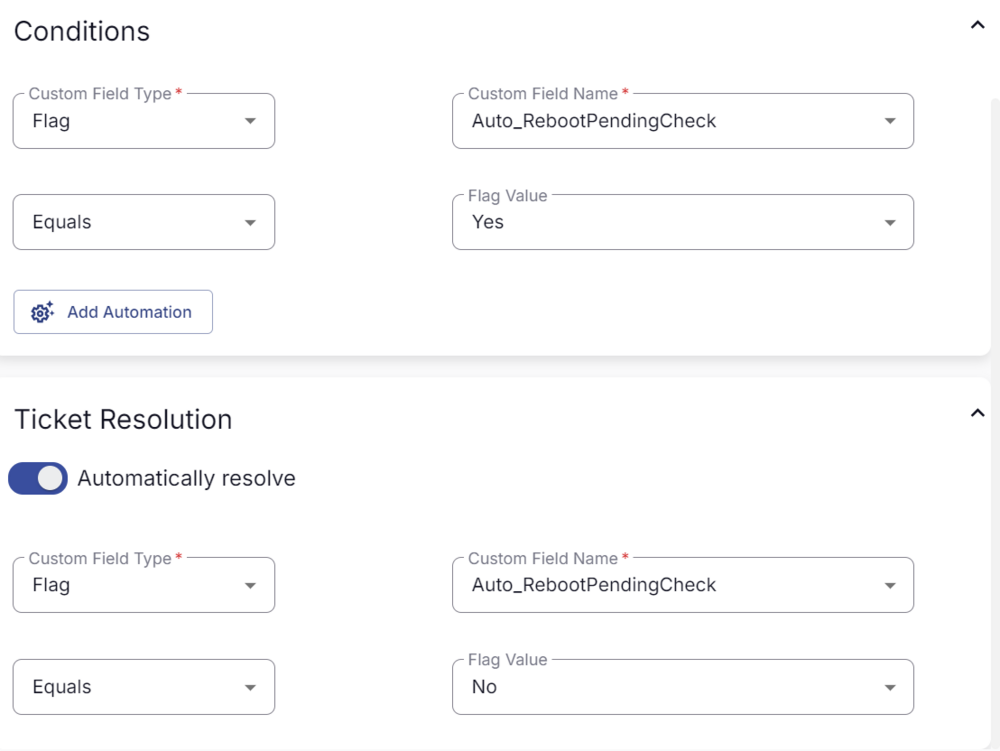 Conditions
Custom Field Type *
Custom Field Name *
Flag
Auto_RebootPendingCheck
Flag Value
Equals
Yes
Add Automation
Ticket Resolution
Automatically resolve
Custom Field Type *
Custom Field Name *
Flag
Auto_RebootPendingCheck
Flag Value
Equals
No